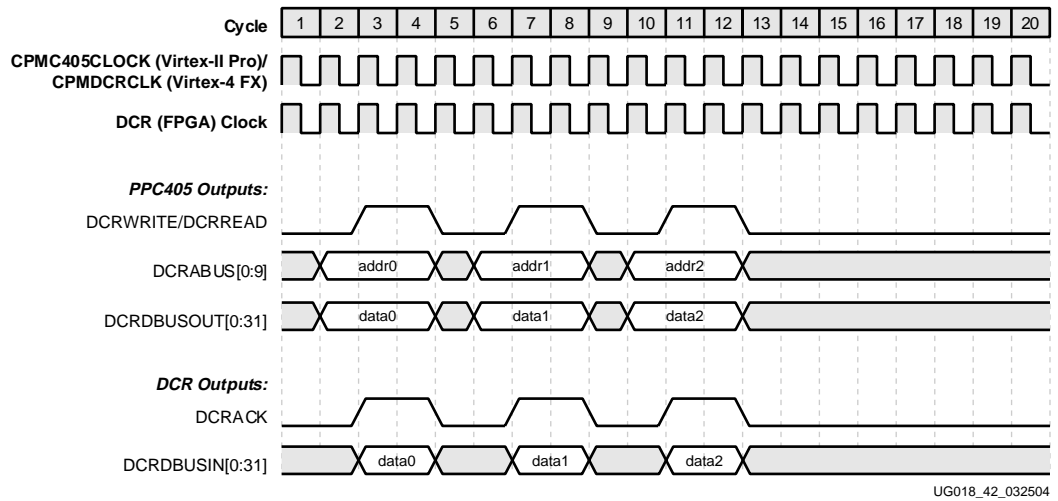 Cycle 1 2 3 4 5 6 7 8 9 10 11 12 13 14 15 16 17 18 19 20
CPMC405CLOCK (Virtex-II Pro)/
CPMDCRCLK (Virtex-4 FX)
DCR (FPGA) Clock
PPC405 Outputs:
DCRWRITE/DCRREAD
DCRABUS[0:9] addr0 addr1 addr2
DCRDBUSOUT[0:31] data0 data1 data2
DCR Outputs:
DCRACK
DCRDBUSIN[0:31] data0 data1 data2
UG018_42_032504